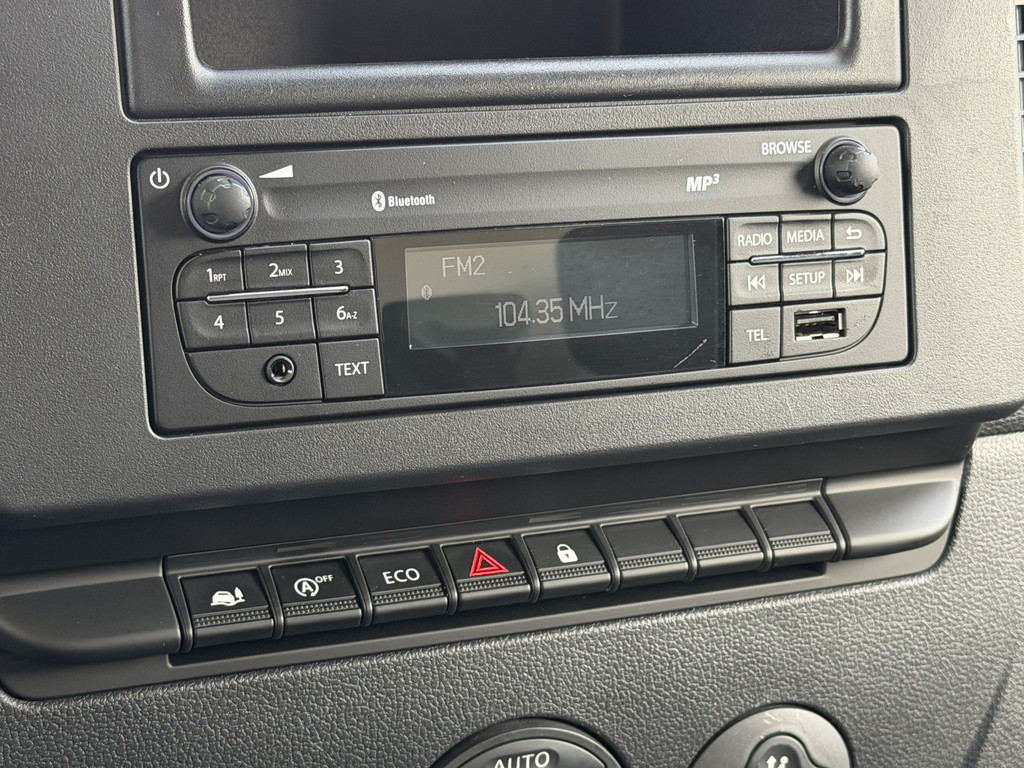 BROWSE
Bluetooth
MP3
1RPT
2MIX
3
4
5
6A-Z
TEXT
FM2
104.35 MHz
RADIO
MEDIA
SETUP
TEL
A OFF
ECO
AUTO